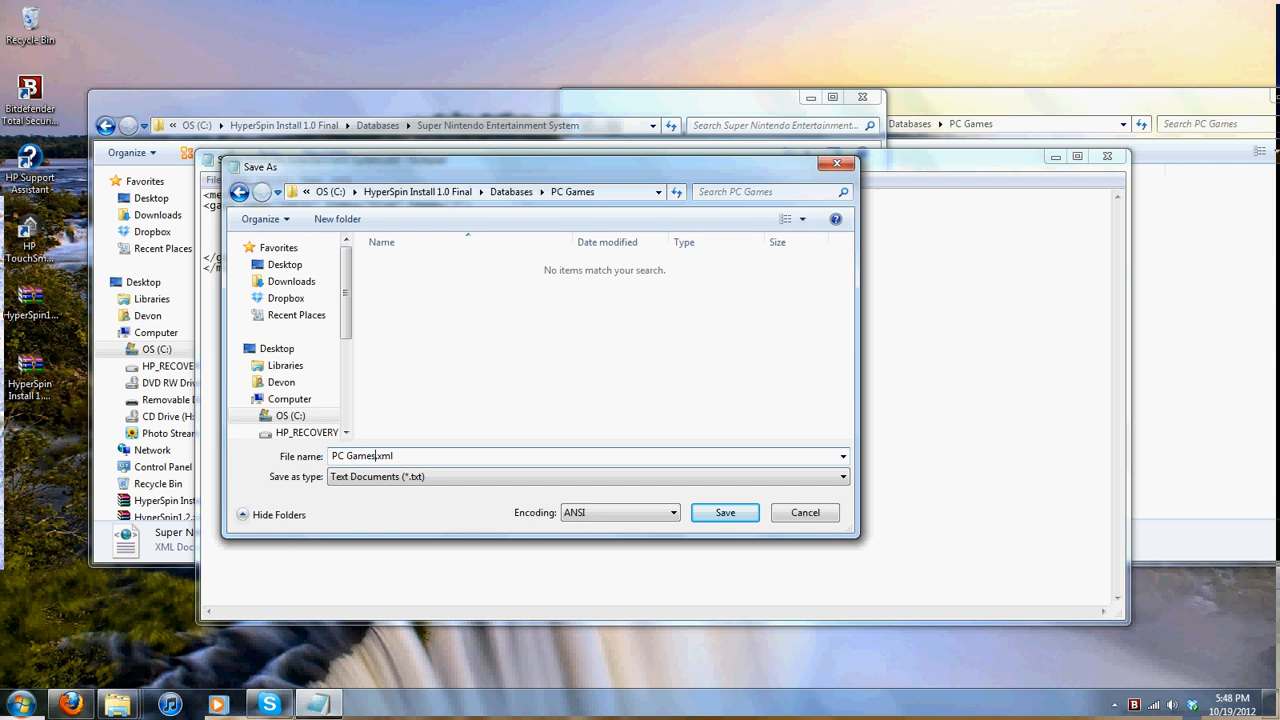 Recycle Bin
Bitdefender
Total Securi...
HP Support
Assistant
HP
TouchSm...
HyperSpin1...
HyperSpin
Install 1....
OS (C:) HyperSpin Install 1.0 Final Databases Super Nintendo Entertainment System
Search Super Nintendo Entertainment...
Databases PC Games
Search PC Games
Organize
Favorites
Desktop
Downloads
Dropbox
Recent Places
Desktop
Libraries
Devon
Computer
OS (C:)
HP_RECOVE
DVD RW Driv
Removable D
CD Drive (H:
Photo Strea
Network
Control Panel
Recycle Bin
HyperSpin Inst
HyperSpin1.2.
Super N
XML Doc
<me
<ga
</g
</m
Save As
OS (C:) HyperSpin Install 1.0 Final Databases PC Games
Search PC Games
Organize New folder
Favorites
Desktop
Downloads
Dropbox
Recent Places
Desktop
Libraries
Devon
Computer
OS (C:)
HP_RECOVERY
Name Date modified Type Size
No items match your search.
File name: PC Games.xml
Save as type: Text Documents (*.txt)
Hide Folders
Encoding: ANSI
Save
Cancel
5:48 PM
10/19/2012